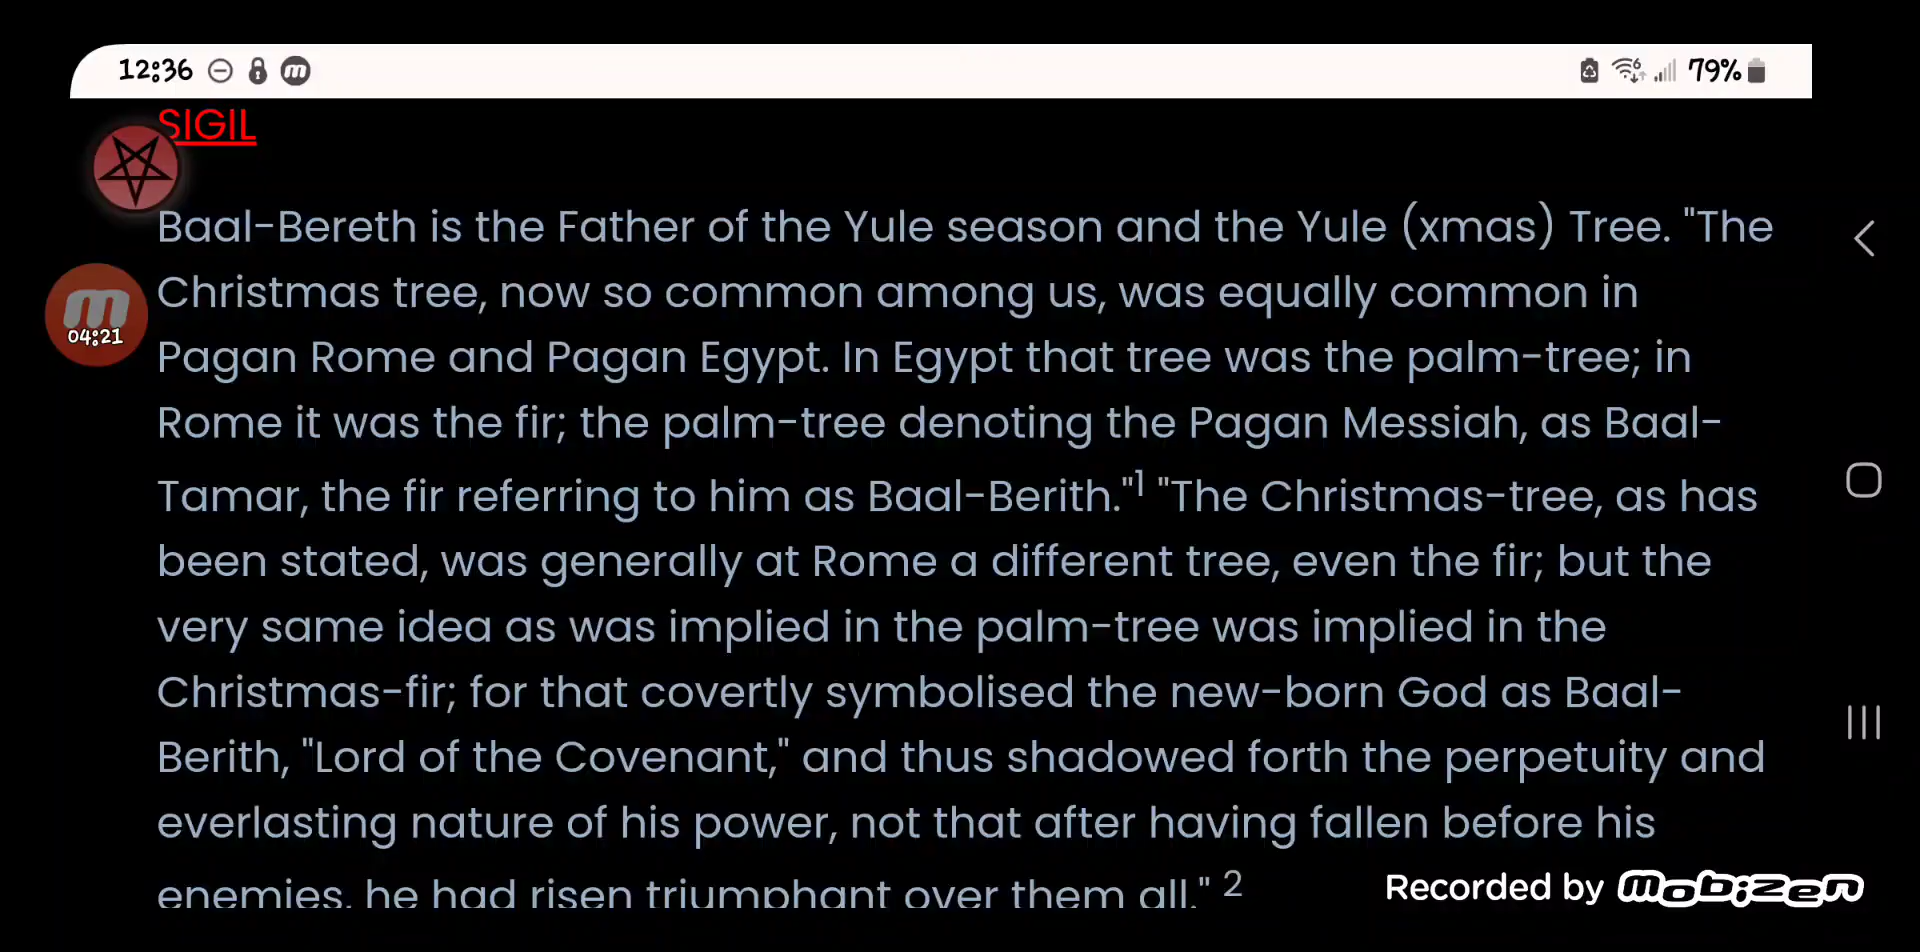 12:36 79%
SIGIL
Baal-Bereth is the Father of the Yule season and the Yule (xmas) Tree. "The
Christmas tree, now so common among us, was equally common in
04:21
Pagan Rome and Pagan Egypt. In Egypt that tree was the palm-tree; in
Rome it was the fir; the palm-tree denoting the Pagan Messiah, as Baal-
Tamar, the fir referring to him as Baal-Berith."1 "The Christmas-tree, as has
been stated, was generally at Rome a different tree, even the fir; but the
very same idea as was implied in the palm-tree was implied in the
Christmas-fir; for that covertly symbolised the new-born God as Baal-
Berith, "Lord of the Covenant," and thus shadowed forth the perpetuity and
everlasting nature of his power, not that after having fallen before his
enemies, he had risen triumphant over them all." 2
Recorded by mobizen